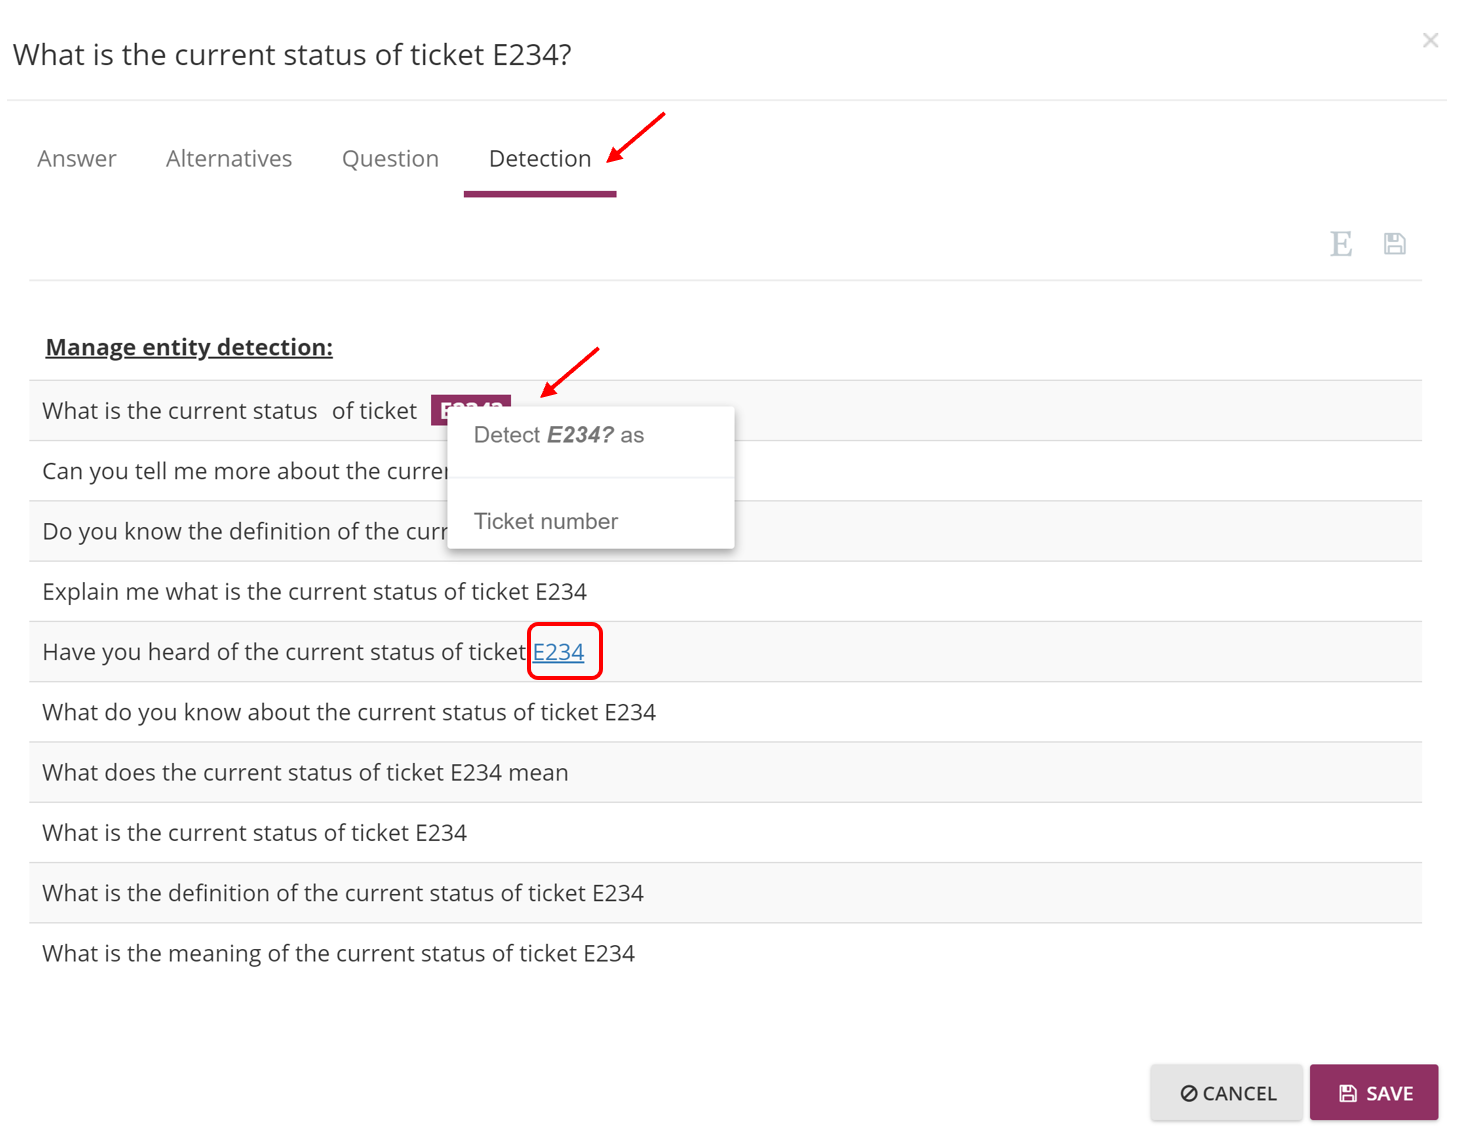 What is the current status of ticket E234?
Answer Alternatives Question Detection
E
Manage entity detection:
What is the current status of ticket E234?
Detect E234? as
Can you tell me more about the
Ticket number
Do you know the definition of the
Explain me what is the current status of ticket E234
Have you heard of the current status of ticket E234
What do you know about the current status of ticket E234
What does the current status of ticket E234 mean
What is the current status of ticket E234
What is the definition of the current status of ticket E234
What is the meaning of the current status of ticket E234
CANCEL SAVE